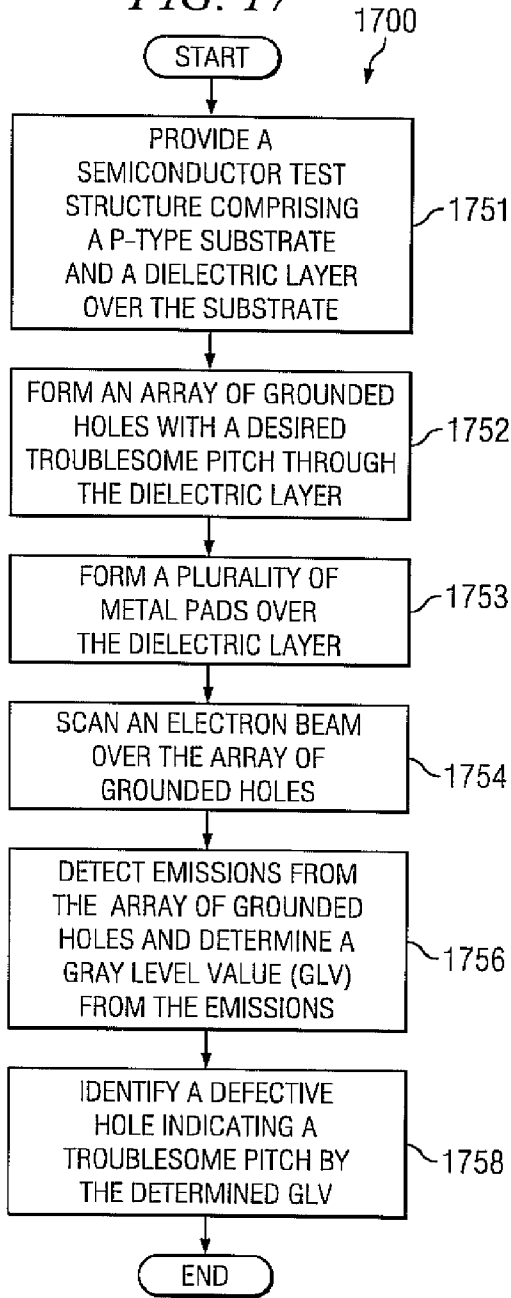 FIG. 17
1700
START
PROVIDE A
SEMICONDUCTOR TEST
STRUCTURE COMPRISING
A P-TYPE SUBSTRATE
AND A DIELECTRIC LAYER
OVER THE SUBSTRATE
1751
FORM AN ARRAY OF GROUNDED
HOLES WITH A DESIRED
TROUBLESOME PITCH THROUGH
THE DIELECTRIC LAYER
1752
FORM A PLURALITY OF
METAL PADS OVER
THE DIELECTRIC LAYER
1753
SCAN AN ELECTRON BEAM
OVER THE ARRAY OF
GROUNDED HOLES
1754
DETECT EMISSIONS FROM
THE ARRAY OF GROUNDED
HOLES AND DETERMINE A
GRAY LEVEL VALUE (GLV)
FROM THE EMISSIONS
1756
IDENTIFY A DEFECTIVE
HOLE INDICATING A
TROUBLESOME PITCH BY
THE DETERMINED GLV
1758
END